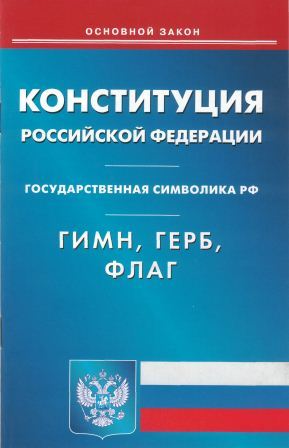 ОСНОВНОЙ ЗАКОН
КОНСТИТУЦИЯ
РОССИЙСКОЙ ФЕДЕРАЦИИ
ГОСУДАРСТВЕННАЯ СИМВОЛИКА РФ
ГИМН, ГЕРБ,
ФЛАГ